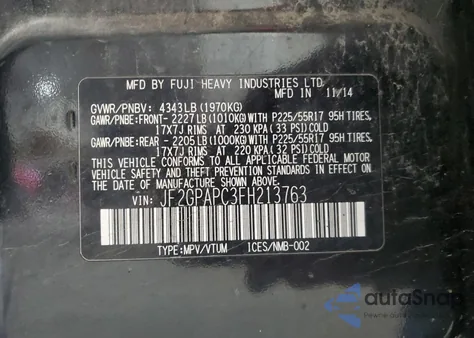 MFD. BY FUJI HEAVY INDUSTRIES LTD.
MFD. IN 11/14
GVWR/PNBV: 4343LB (1970KG)
GAWR/PNBE:FRONT- 2227LB (1010KG)WITH P225/55R17 95H TIRES,
17X7J RIMS AT 230 KPA (33 PSI)COLD
GAWR/PNBE:REAR - 2205LB (1000KG)WITH P225/55R17 95H TIRES,
17X7J RIMS AT 220 KPA (32 PSI)COLD
THIS VEHICLE CONFORMS TO ALL APPLICABLE FEDERAL MOTOR
VEHICLE SAFETY AND THEFT PREVENTION STANDARDS IN EFFECT
ON THE DATE OF MANUFACTURE SHOWN ABOVE.
VIN: JF2GPAPC3FH213763
TYPE:MPV/VTUM ICES/NMB-002
autoSnap